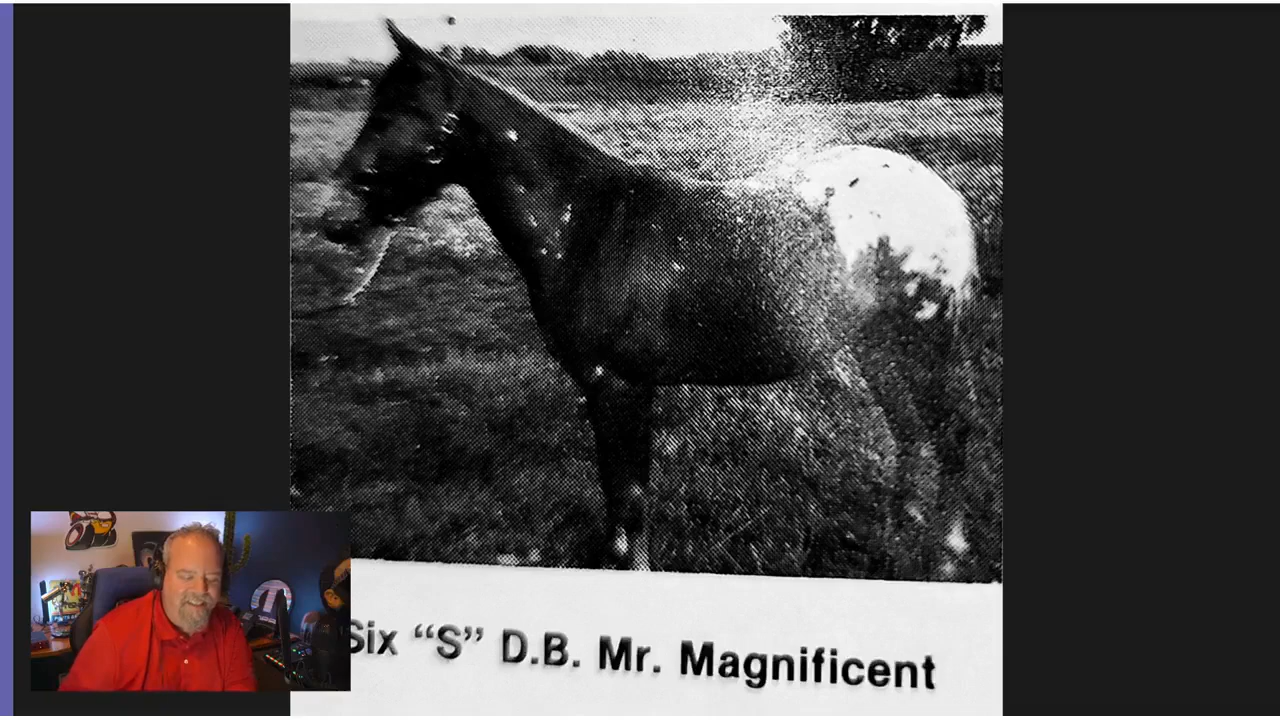 Six “S” D.B. Mr. Magnificent